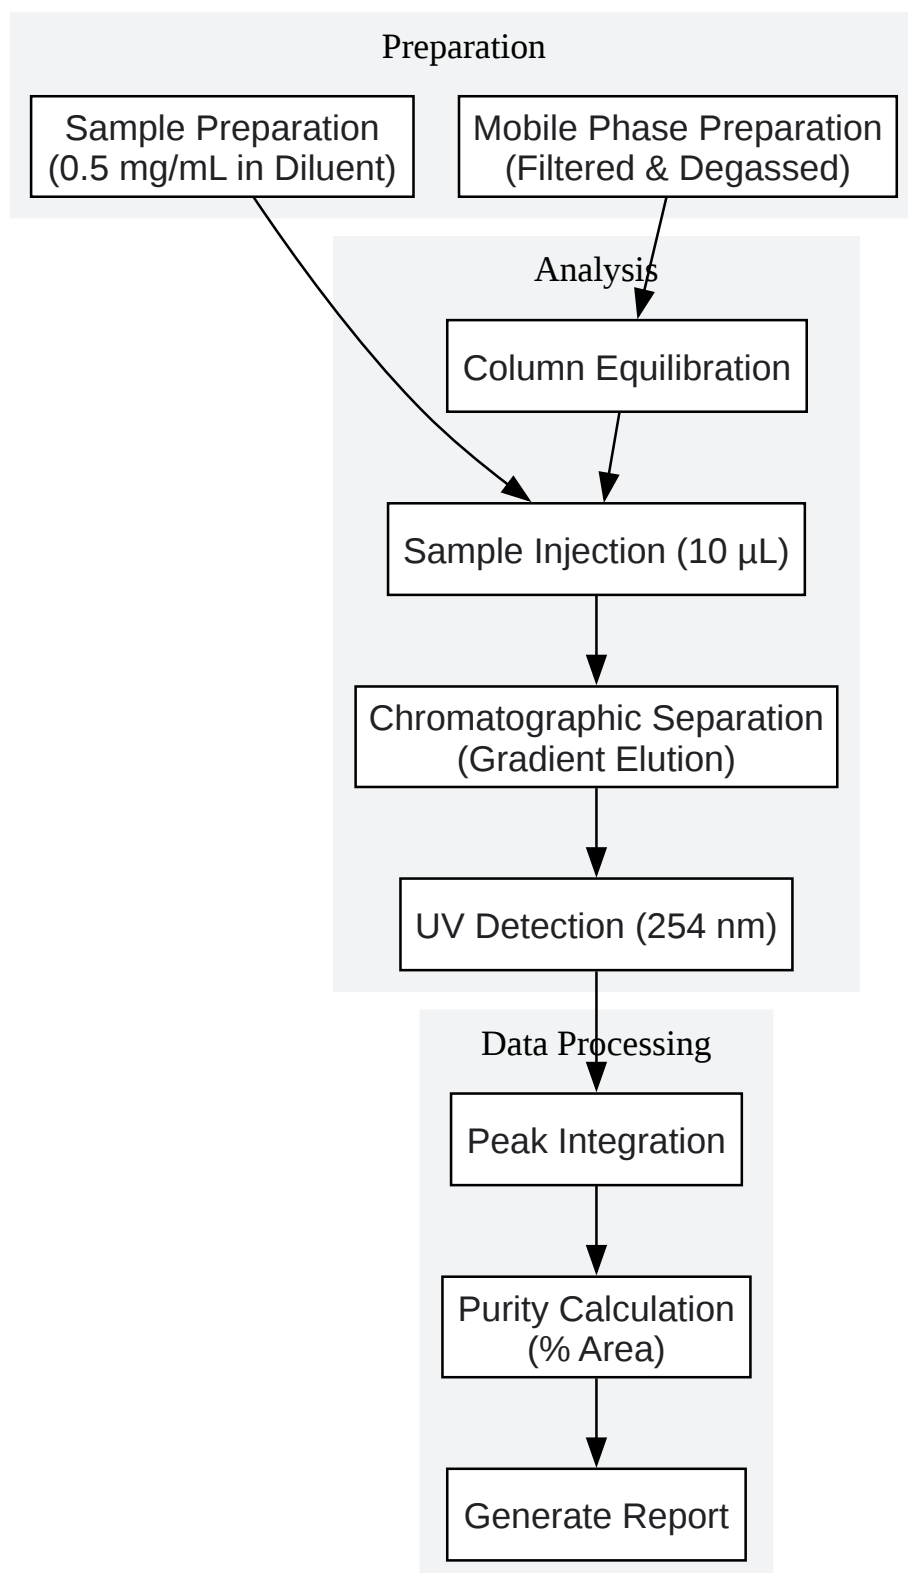 Preparation
Sample Preparation
(0.5 mg/mL in Diluent)
Mobile Phase Preparation
(Filtered & Degassed)
Analysis
Column Equilibration
Sample Injection (10 µL)
Chromatographic Separation
(Gradient Elution)
UV Detection (254 nm)
Data Processing
Peak Integration
Purity Calculation
(% Area)
Generate Report